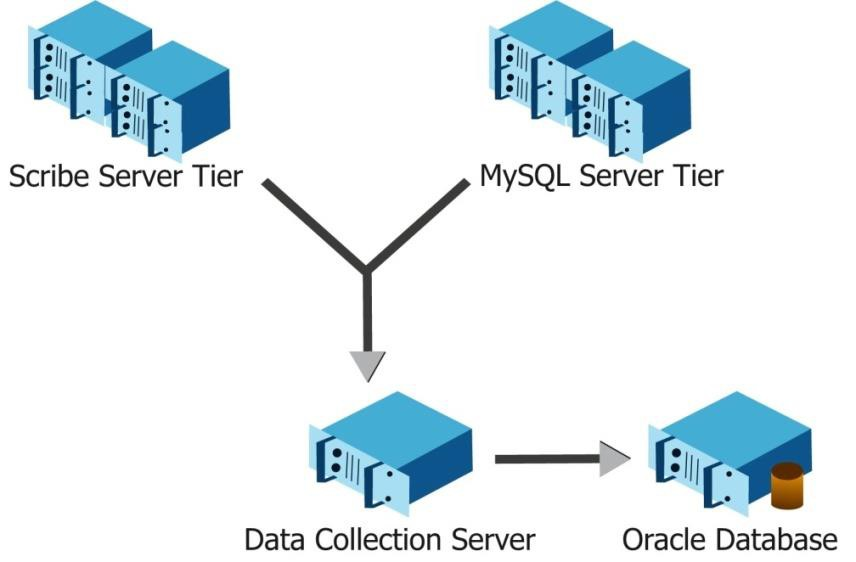 Scribe Server Tier
MySQL Server Tier
Data Collection Server
Oracle Database